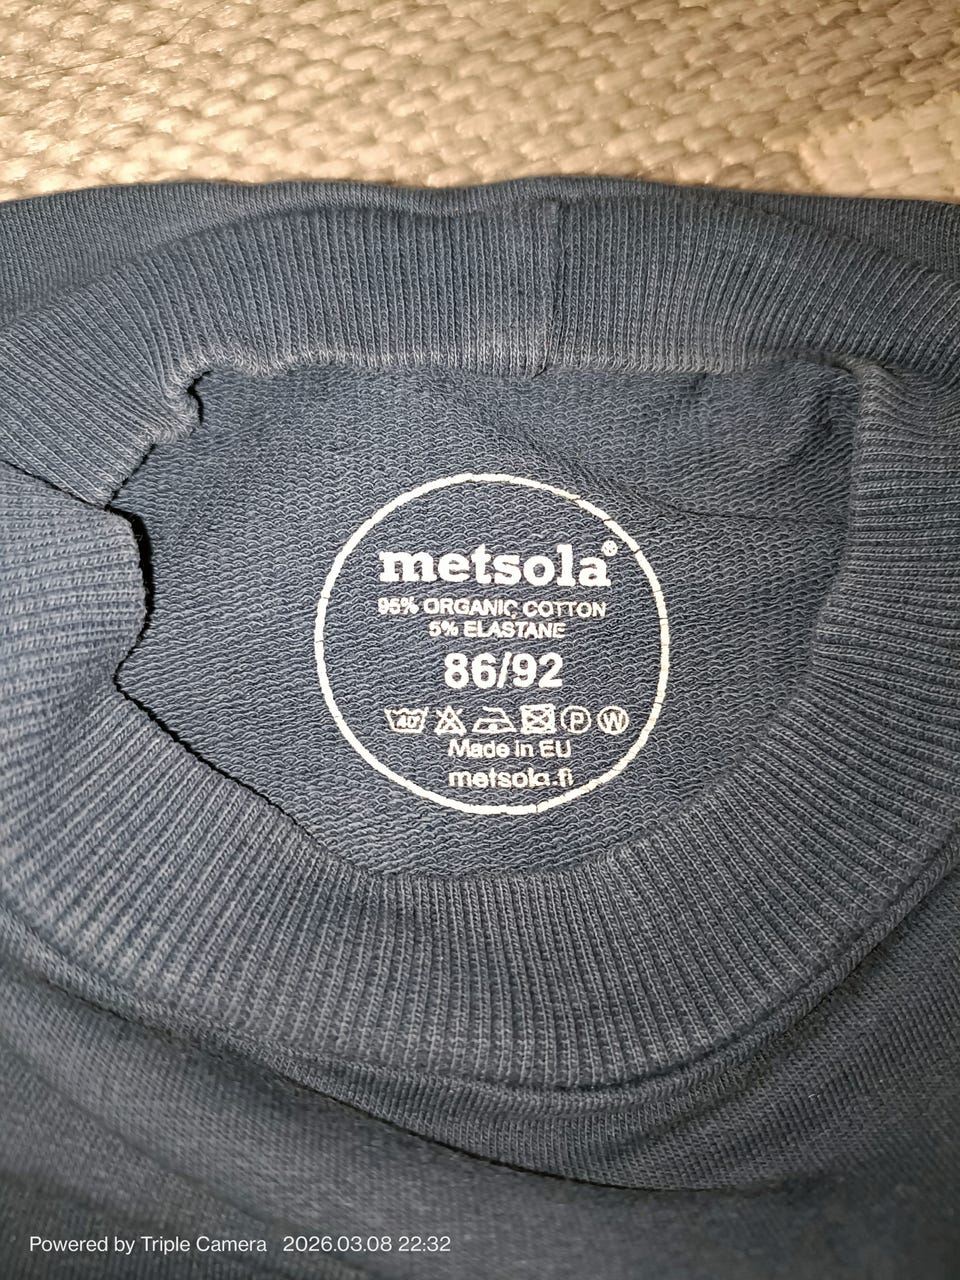 metsola®
95% ORGANIC COTTON
5% ELASTANE
86/92
40° P W
Made in EU
metsola.fi
Powered by Triple Camera 2026.03.08 22:32